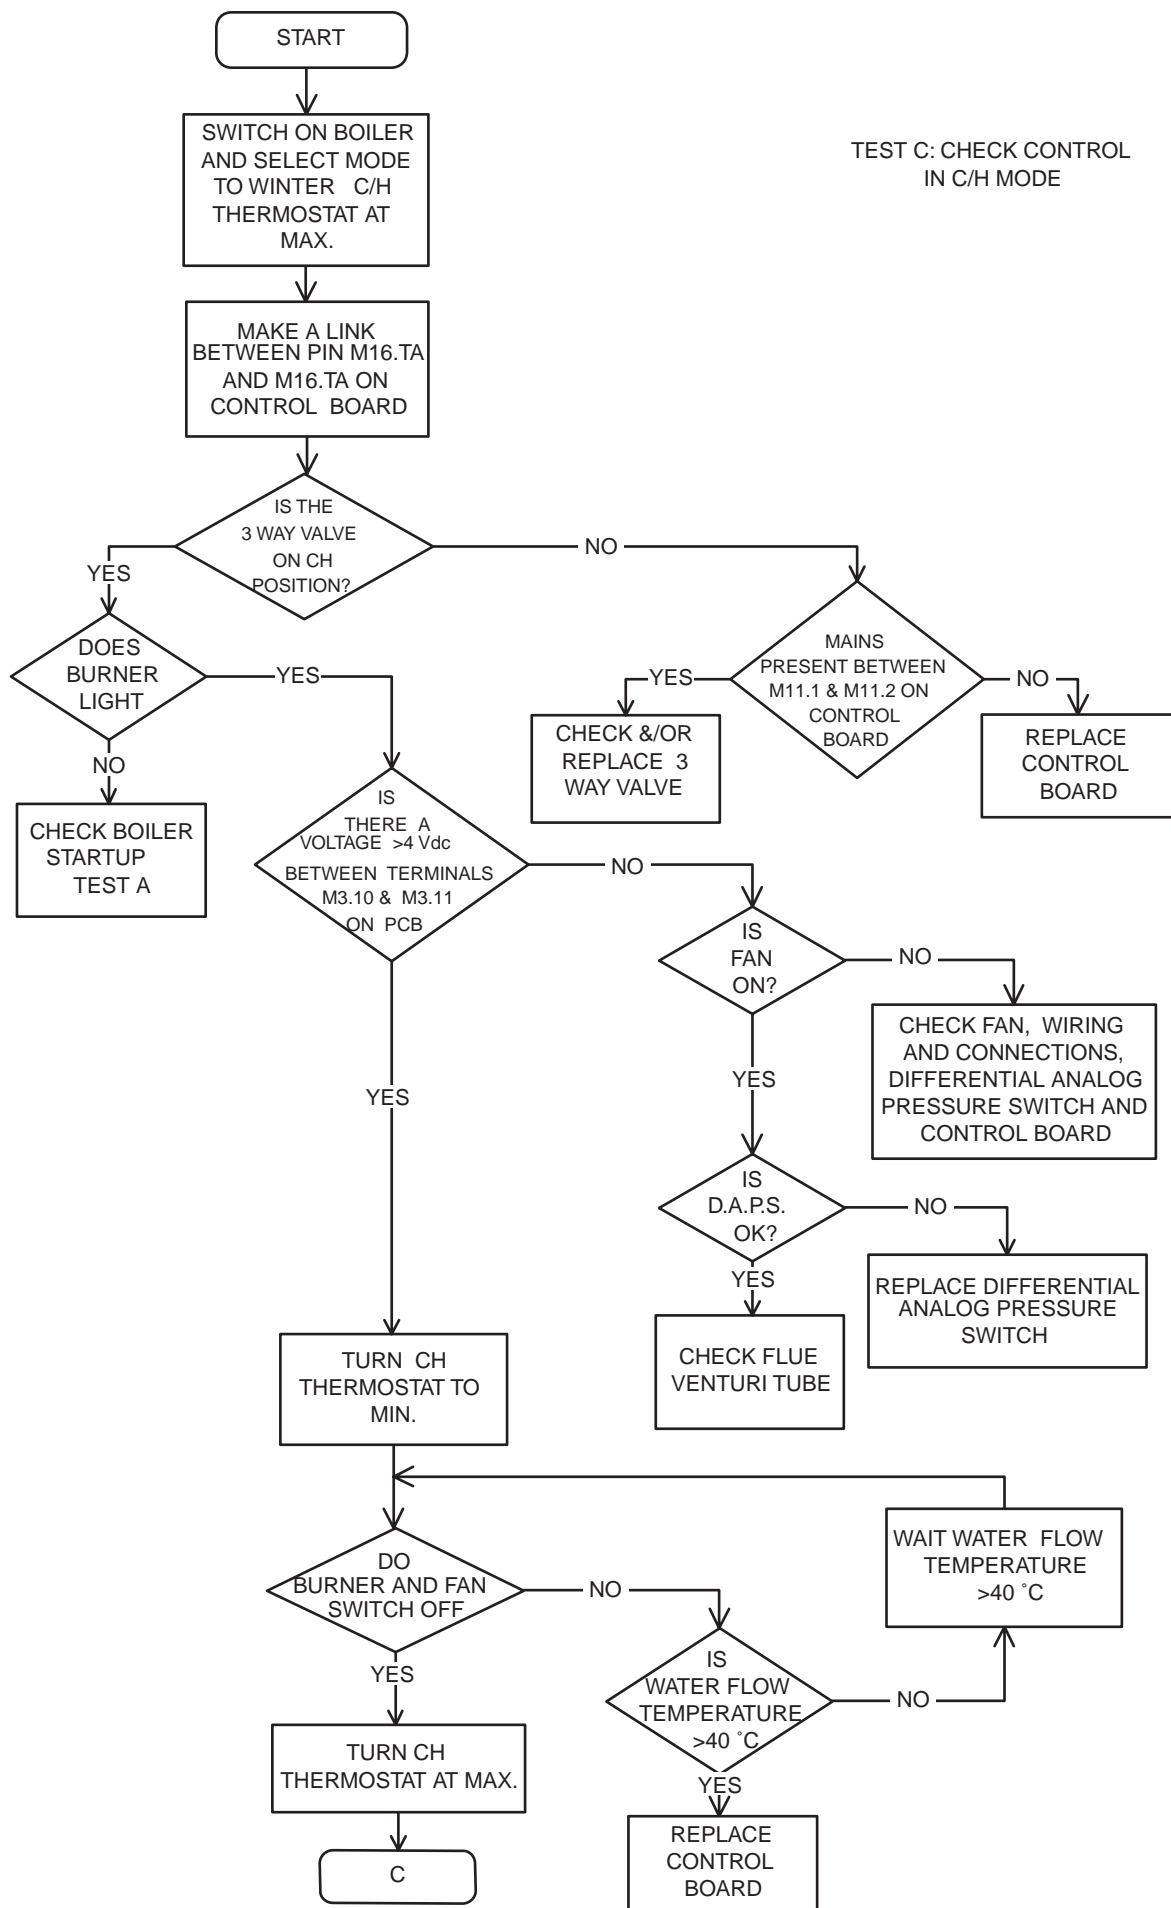 START
SWITCH ON BOILER
AND SELECT MODE
TO WINTER C/H
THERMOSTAT AT
MAX.
TEST C: CHECK CONTROL
IN C/H MODE
MAKE A LINK
BETWEEN PIN M16.TA
AND M16.TA ON
CONTROL BOARD
IS THE
3 WAY VALVE
ON CH
POSITION?
YES
NO
DOES
BURNER
LIGHT
YES
NO
CHECK BOILER
STARTUP
TEST A
MAINS
PRESENT BETWEEN
M11.1 & M11.2 ON
CONTROL
BOARD
YES
NO
CHECK &/OR
REPLACE 3
WAY VALVE
REPLACE
CONTROL
BOARD
IS
THERE A
VOLTAGE >4 Vdc
BETWEEN TERMINALS
M3.10 & M3.11
ON PCB
NO
YES
IS
FAN
ON?
NO
YES
CHECK FAN, WIRING
AND CONNECTIONS,
DIFFERENTIAL ANALOG
PRESSURE SWITCH AND
CONTROL BOARD
IS
D.A.P.S.
OK?
NO
YES
REPLACE DIFFERENTIAL
ANALOG PRESSURE
SWITCH
CHECK FLUE
VENTURI TUBE
TURN CH
THERMOSTAT TO
MIN.
DO
BURNER AND FAN
SWITCH OFF
NO
YES
WAIT WATER FLOW
TEMPERATURE
>40 ˚C
IS
WATER FLOW
TEMPERATURE
>40 ˚C
NO
YES
TURN CH
THERMOSTAT AT MAX.
C
REPLACE
CONTROL
BOARD